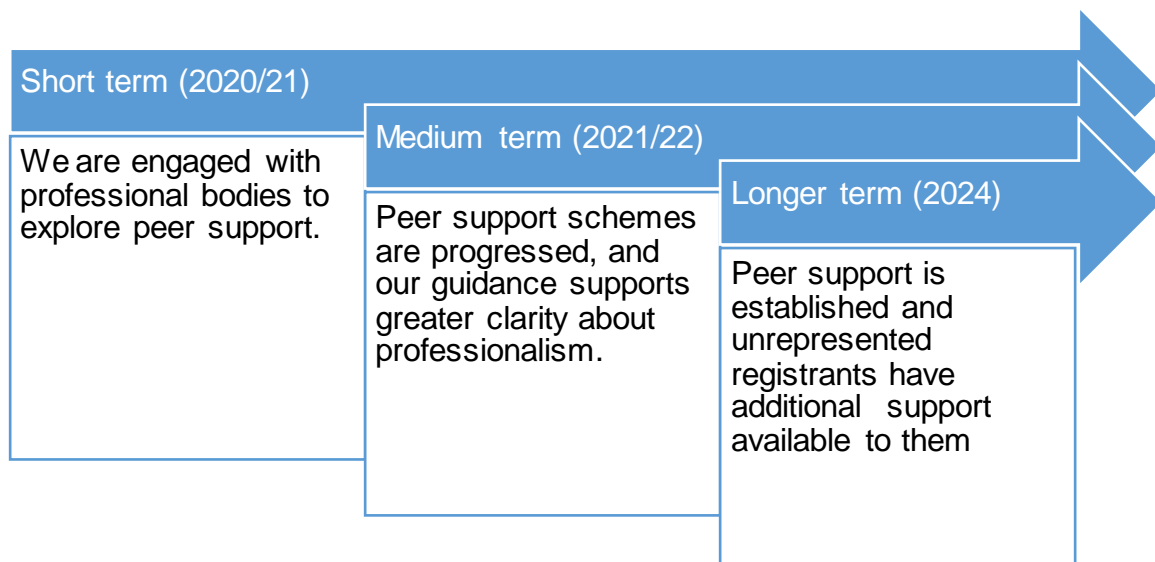 Short term (2020/21)
We are engaged with
professional bodies to
explore peer support.
Medium term (2021/22)
Peer support schemes
are progressed, and
our guidance supports
greater clarity about
professionalism.
Longer term (2024)
Peer support is
established and
unrepresented
registrants have
additional support
available to them